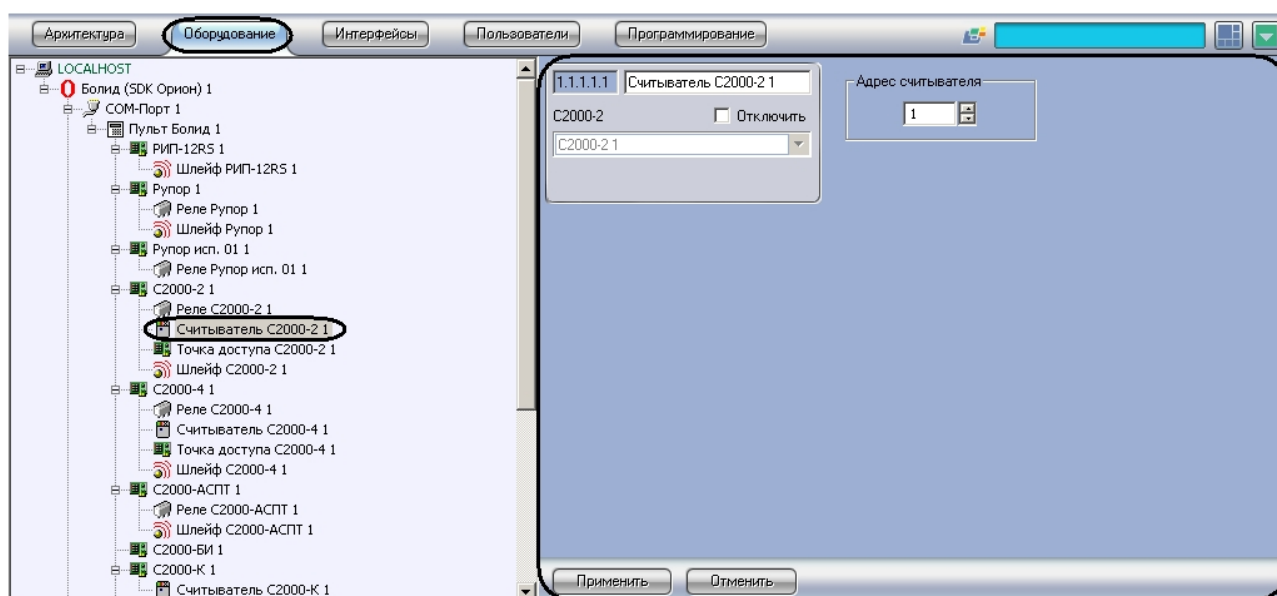 Архитектура Оборудование Интерфейсы Пользователи Программирование
LOCALHOST
Болид (SDK Орион) 1
COM-Порт 1
Пульт Болид 1
РИП-12RS 1
Шлейф РИП-12RS 1
Рупор 1
Реле Рупор 1
Шлейф Рупор 1
Рупор исп. 01 1
Реле Рупор исп. 01 1
С2000-2 1
Реле С2000-2 1
Считыватель С2000-2 1
Точка доступа С2000-2 1
Шлейф С2000-2 1
С2000-4 1
Реле С2000-4 1
Считыватель С2000-4 1
Точка доступа С2000-4 1
Шлейф С2000-4 1
С2000-АСПТ 1
Реле С2000-АСПТ 1
Шлейф С2000-АСПТ 1
С2000-БИ 1
С2000-К 1
Считыватель С2000-К 1
1.1.1.1.1 Считыватель С2000-2 1
С2000-2 Отключить
С2000-2 1
Адрес считывателя
1
Применить Отменить